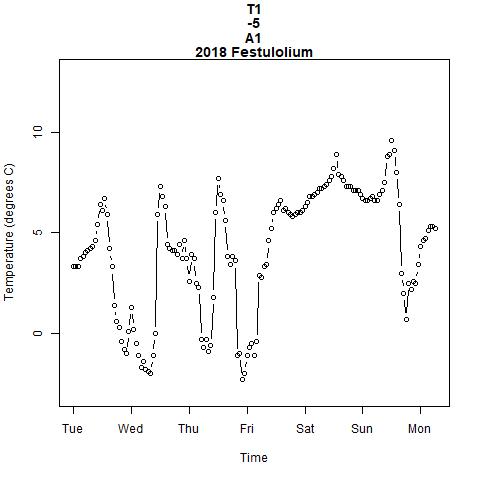 T1
-5
A1
2018 Festulolium
Temperature (degrees C)
10
5
0
Tue Wed Thu Fri Sat Sun Mon
Time